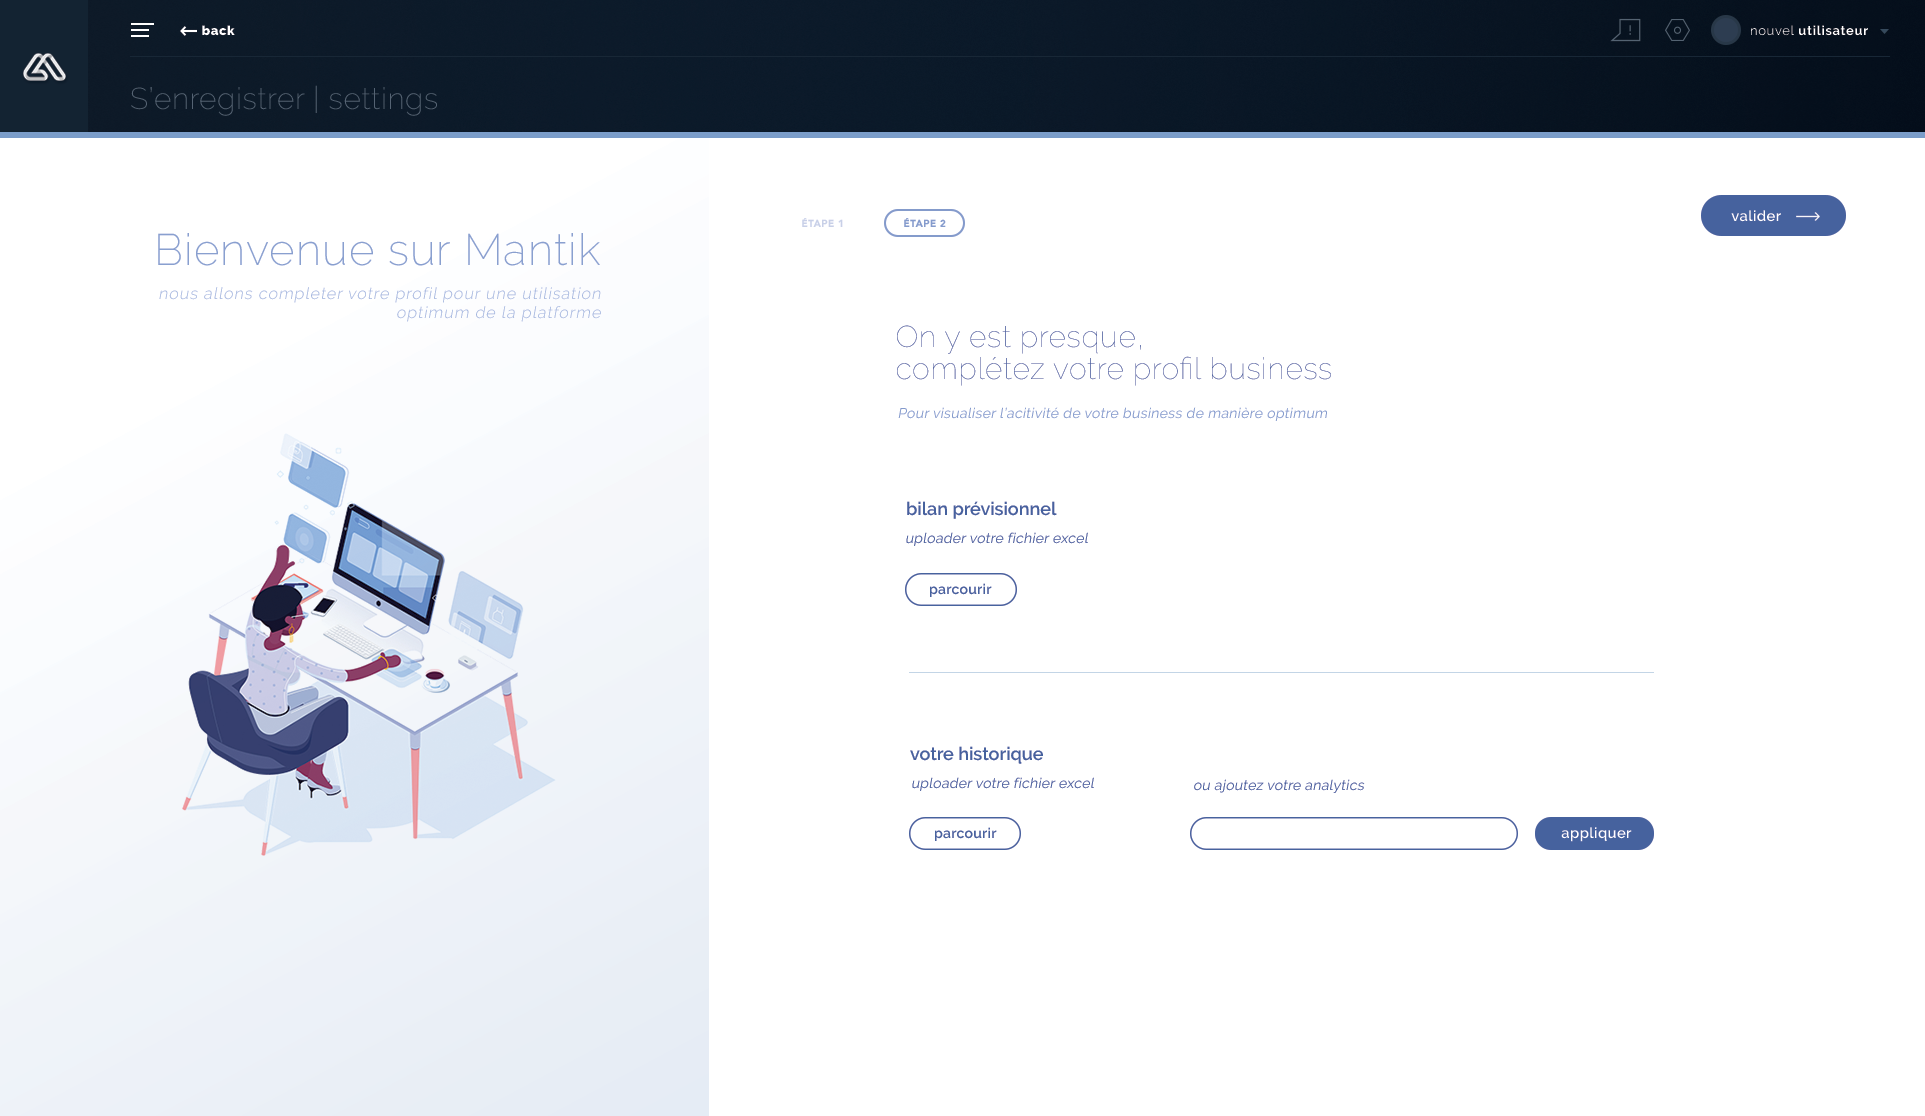 back
nouvel utilisateur
S'enregistrer | settings
Bienvenue sur Mantik
nous allons completer votre profil pour une utilisation
optimum de la platforme
ÉTAPE 1
ÉTAPE 2
valider
On y est presque,
complétez votre profil business
Pour visualiser l'acitivité de votre business de manière optimum
bilan prévisionnel
uploader votre fichier excel
parcourir
votre historique
uploader votre fichier excel
ou ajoutez votre analytics
parcourir
appliquer